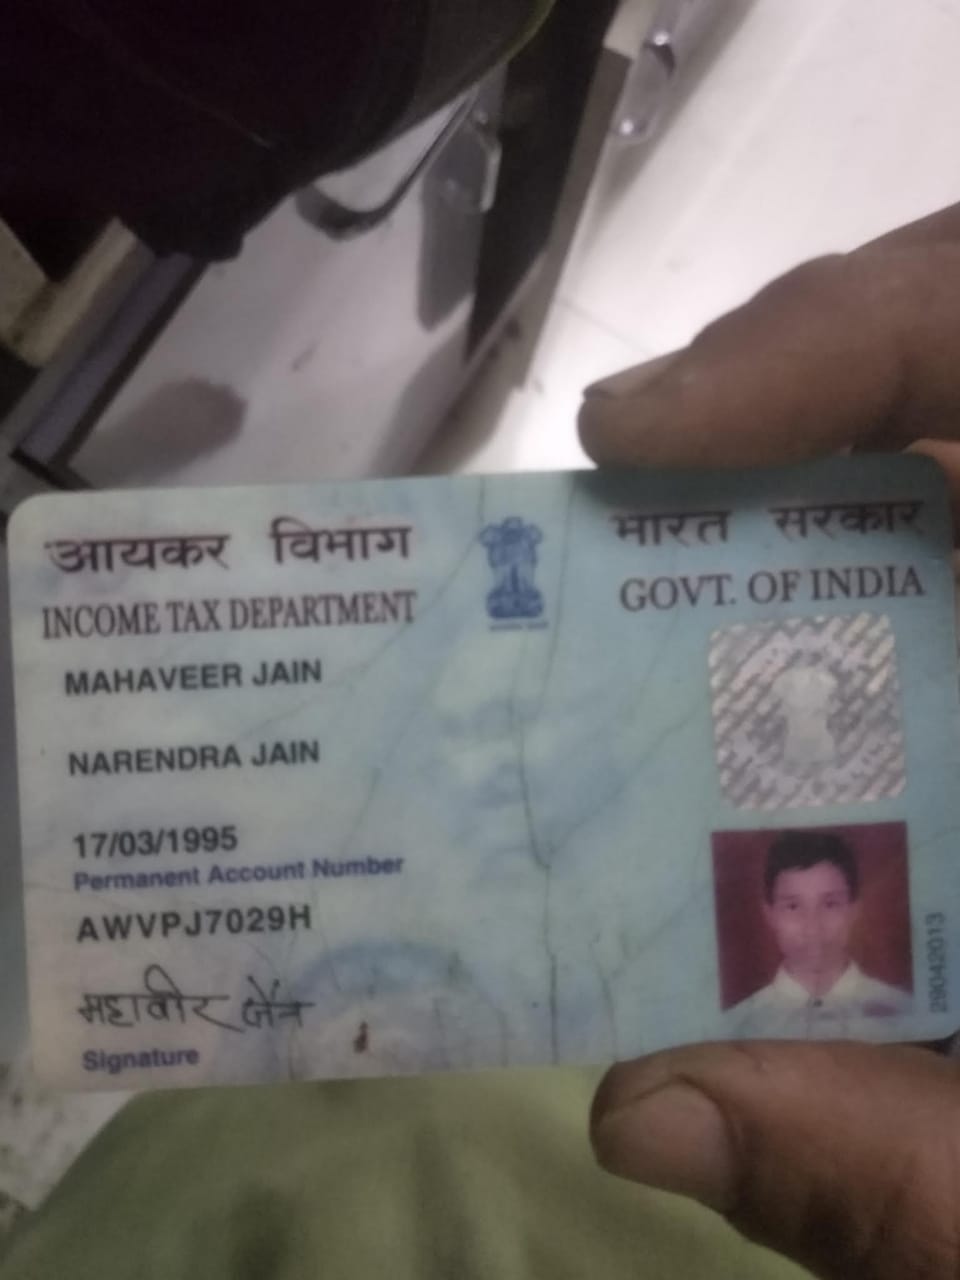 आयकर विभाग
भारत सरकार
INCOME TAX DEPARTMENT
GOVT. OF INDIA
MAHAVEER JAIN
NARENDRA JAIN
17/03/1995
Permanent Account Number
AWVPJ7029H
महावीर जैन
Signature
29042013